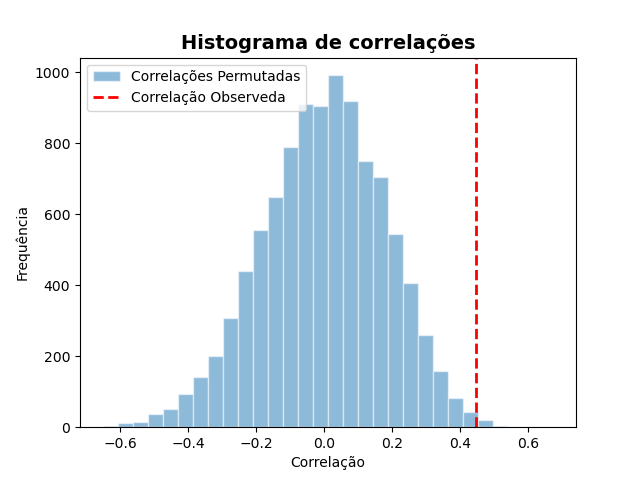 Histograma de correlações
Correlações Permutadas
Correlação Observeda
Frequência
1000
800
600
400
200
0
−0.6
−0.4
−0.2
0.0
0.2
0.4
0.6
Correlação